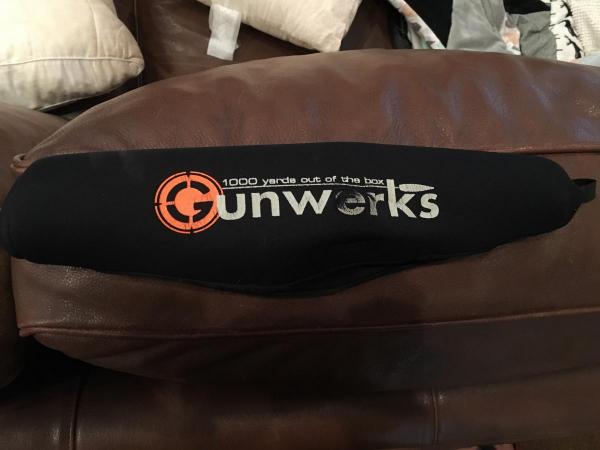 1000 yards out of the box
Gunwerks